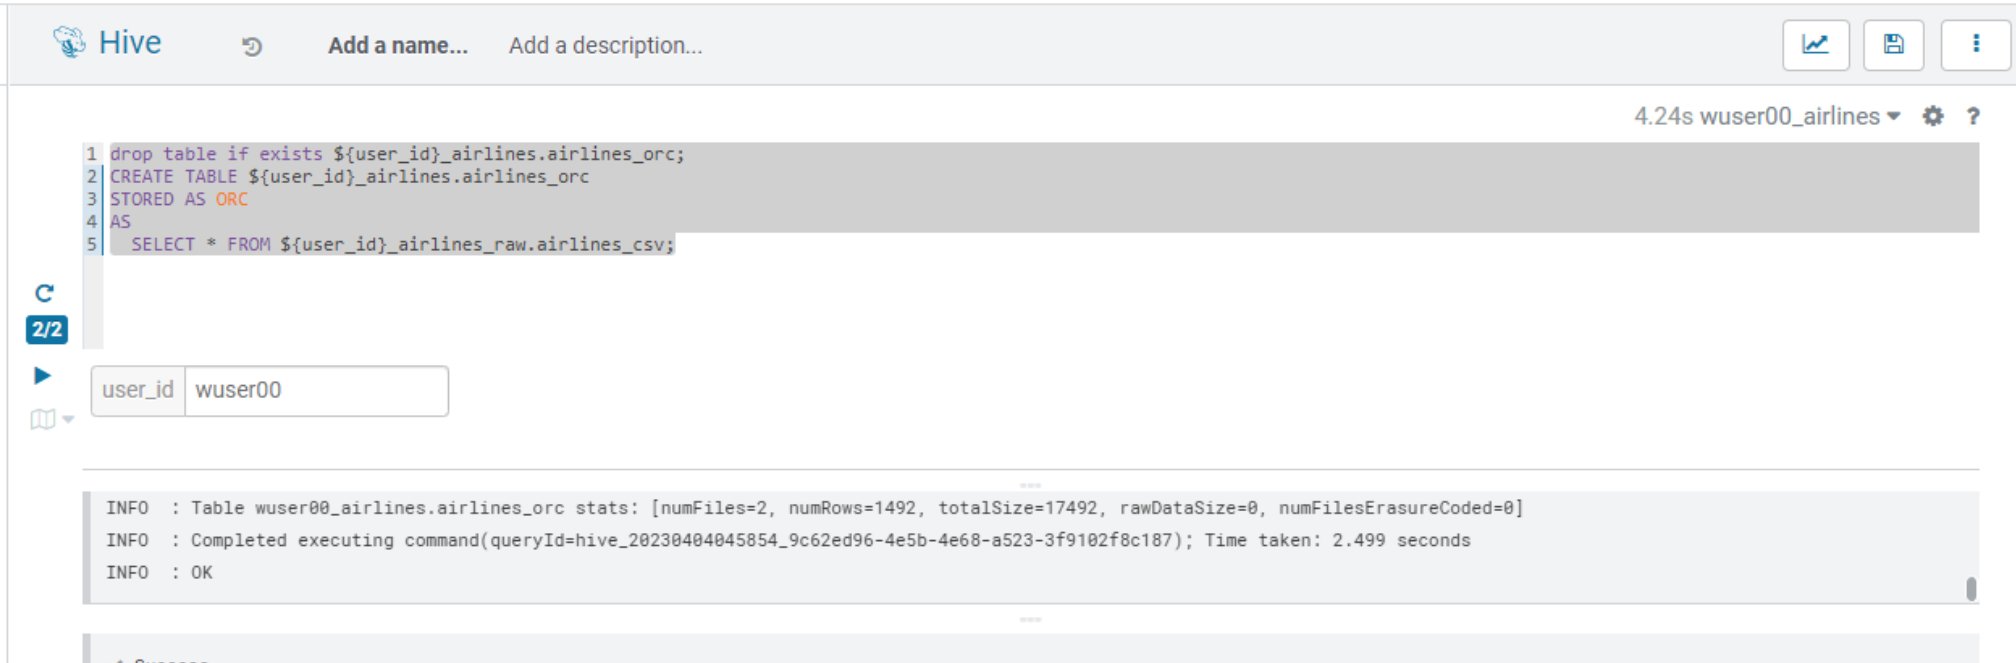 Hive Add a name... Add a description...
4.24s wuser00_airlines ?
1 drop table if exists ${user_id}_airlines.airlines_orc;
2 CREATE TABLE ${user_id}_airlines.airlines_orc
3 STORED AS ORC
4 AS
5 SELECT * FROM ${user_id}_airlines_raw.airlines_csv;
2/2
user_id wuser00
INFO : Table wuser00_airlines.airlines_orc stats: [numFiles=2, numRows=1492, totalSize=17492, rawDataSize=0, numFilesErasureCoded=0]
INFO : Completed executing command(queryId=hive_20230404045854_9c62ed96-4e5b-4e68-a523-3f9102f8c187); Time taken: 2.499 seconds
INFO : OK